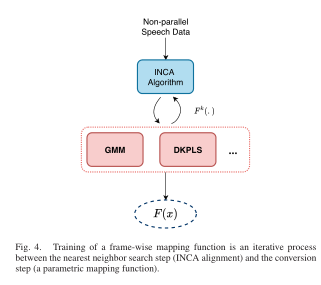 Non-parallel
Speech Data
INCA
Algorithm
F^k(.)
GMM
DKPLS
...
F(x)
Fig. 4. Training of a frame-wise mapping function is an iterative process
between the nearest neighbor search step (INCA alignment) and the conversion
step (a parametric mapping function).